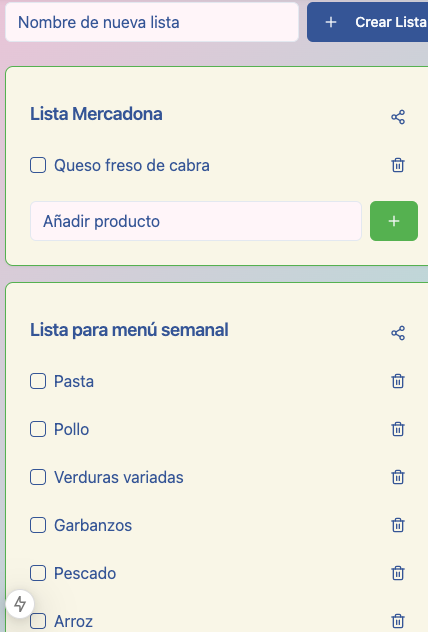 Nombre de nueva lista
+ Crear Lista
Lista Mercadona
Queso freso de cabra
Añadir producto
+
Lista para menú semanal
Pasta
Pollo
Verduras variadas
Garbanzos
Pescado
Arroz